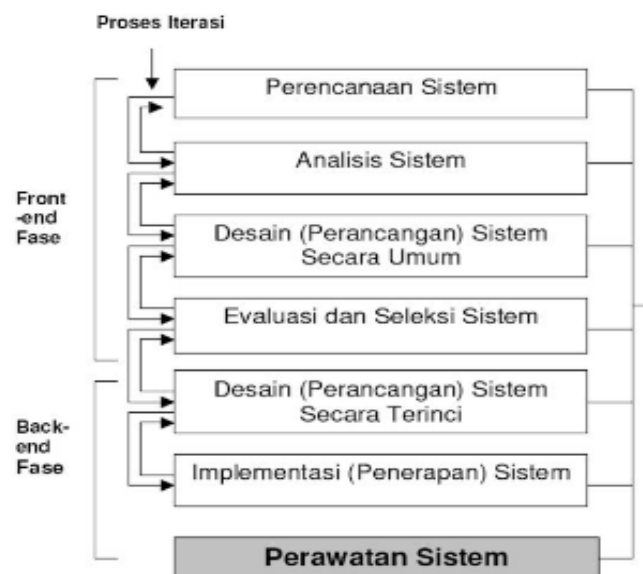 Proses Iterasi
Perencanaan Sistem
Analisis Sistem
Front
-end
Fase
Desain (Perancangan) Sistem
Secara Umum
Evaluasi dan Seleksi Sistem
Desain (Perancangan) Sistem
Secara Terinci
Back-
end
Fase
Implementasi (Penerapan) Sistem
Perawatan Sistem